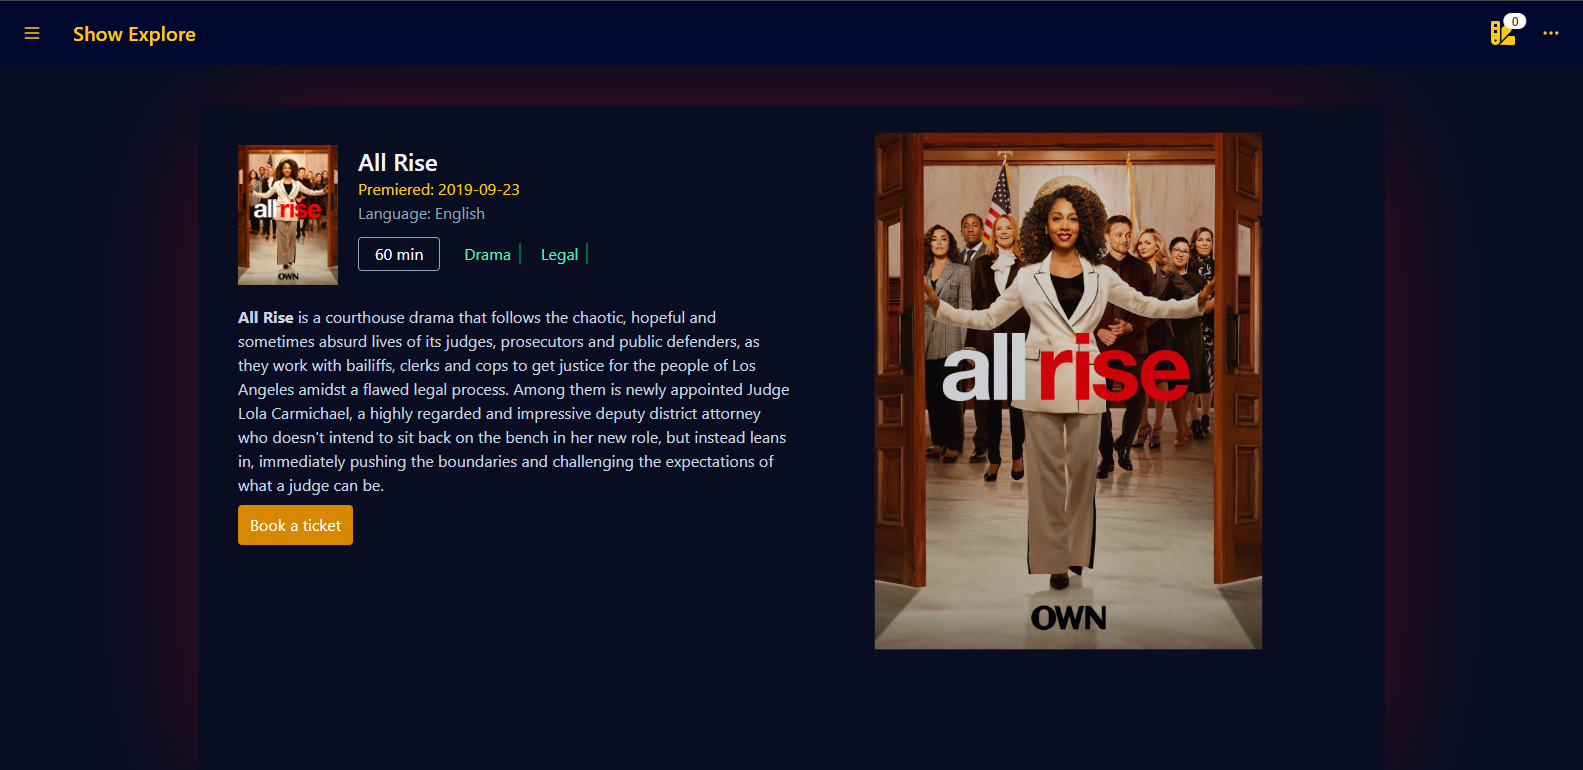 Show Explore
0
All Rise
Premiered: 2019-09-23
Language: English
60 min
Drama
Legal
All Rise is a courthouse drama that follows the chaotic, hopeful and
sometimes absurd lives of its judges, prosecutors and public defenders, as
they work with bailiffs, clerks and cops to get justice for the people of Los
Angeles amidst a flawed legal process. Among them is newly appointed Judge
Lola Carmichael, a highly regarded and impressive deputy district attorney
who doesn't intend to sit back on the bench in her new role, but instead leans
in, immediately pushing the boundaries and challenging the expectations of
what a judge can be.
Book a ticket
allrise
OWN
allrise
OWN